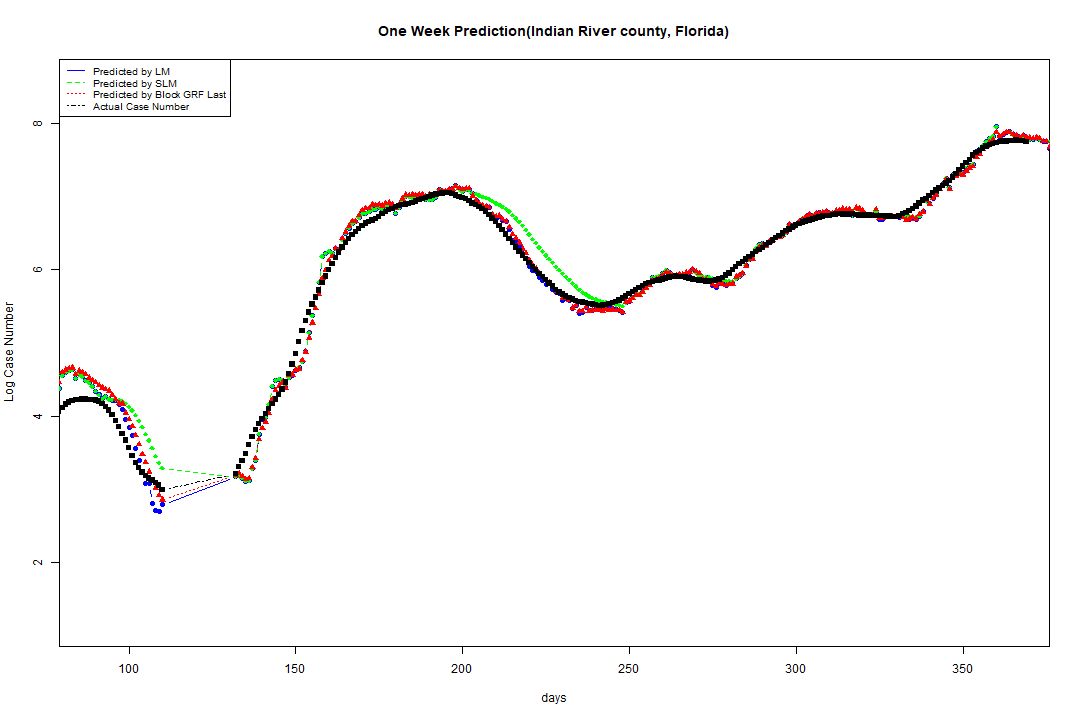 One Week Prediction(Indian River county, Florida)
Predicted by LM
Predicted by SLM
Predicted by Block GRF Last
Actual Case Number
Log Case Number
8
6
4
2
100 150 200 250 300 350
days